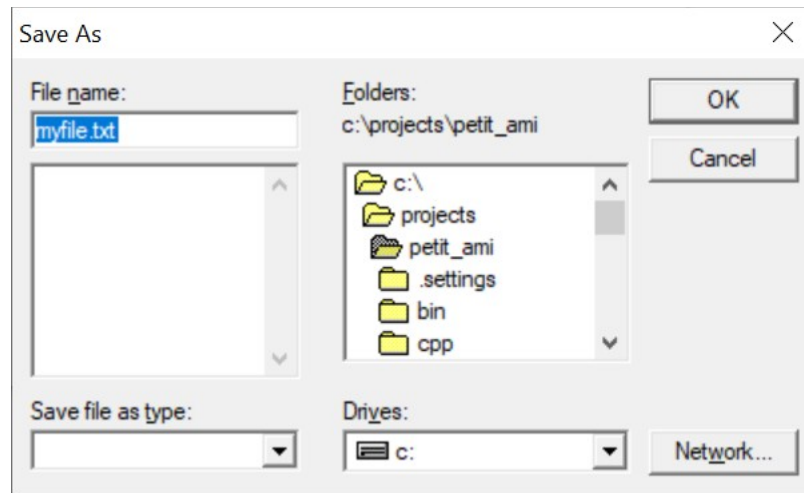 Save As
File name:
myfile.txt
Save file as type:
Folders:
c:\projects\petit_ami
c:\
projects
petit_ami
.settings
bin
cpp
Drives:
c:
OK
Cancel
Network...